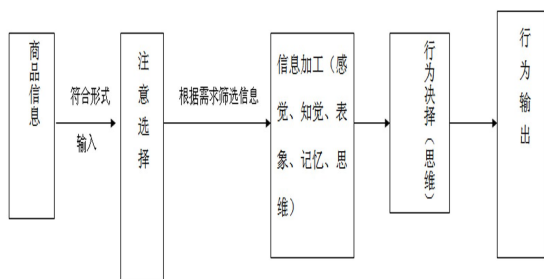 商品信息
符合形式
输入
注意选择
根据需求筛选信息
信息加工（感
觉、知觉、表
象、记忆、思
维）
行为决择（思维）
行为输出